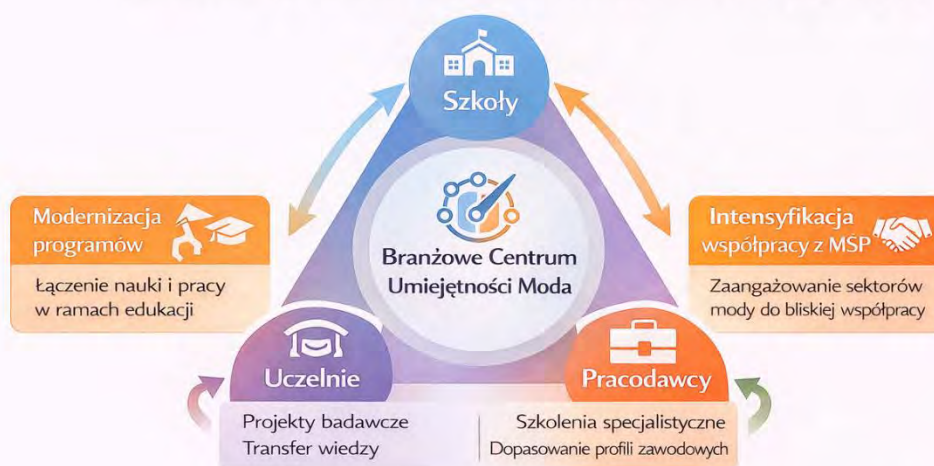 Szkoły
Modernizacja
programów
Łączenie nauki i pracy
w ramach edukacji
Branżowe Centrum
Umiejętności Moda
Intensyfikacja
współpracy z MŚP
Zaangażowanie sektorów
mody do bliskiej współpracy
Uczelnie
Projekty badawcze
Transfer wiedzy
Pracodawcy
Szkolenia specjalistyczne
Dopasowanie profili zawodowych